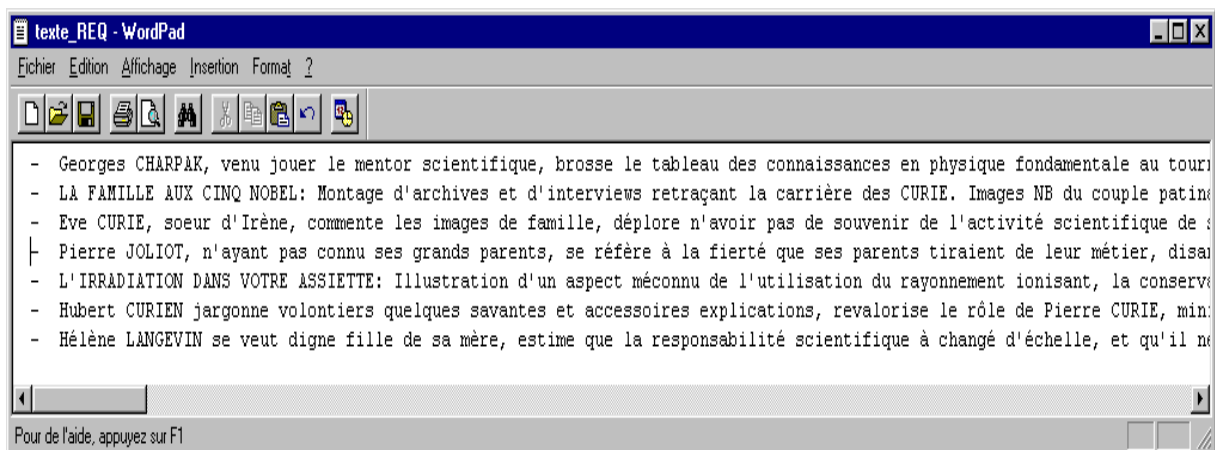 texte_REQ - WordPad
Fichier Edition Affichage Insertion Format ?
- Georges CHARPAK, venu jouer le mentor scientifique, brosse le tableau des connaissances en physique fondamentale au
- LA FAMILLE AUX CINQ NOBEL: Montage d'archives et d'interviews retraçant la carrière des CURIE. Images NB du couple
- Eve CURIE, soeur d'Irène, commente les images de famille, déplore n'avoir pas de souvenir de l'activité scientifique de
- Pierre JOLIOT, n'ayant pas connu ses grands parents, se réfère à la fierté que ses parents tiraient de leur métier,
- L'IRRADIATION DANS VOTRE ASSIETTE: Illustration d'un aspect méconnu de l'utilisation du rayonnement ionisant, la
- Hubert CURIEN jargonne volontiers quelques savantes et accessoires explications, revalorise le rôle de Pierre CURIE,
- Hélène LANGEVIN se veut digne fille de sa mère, estime que la responsabilité scientifique à changé d'échelle, et qu'il
Pour de l'aide, appuyez sur F1